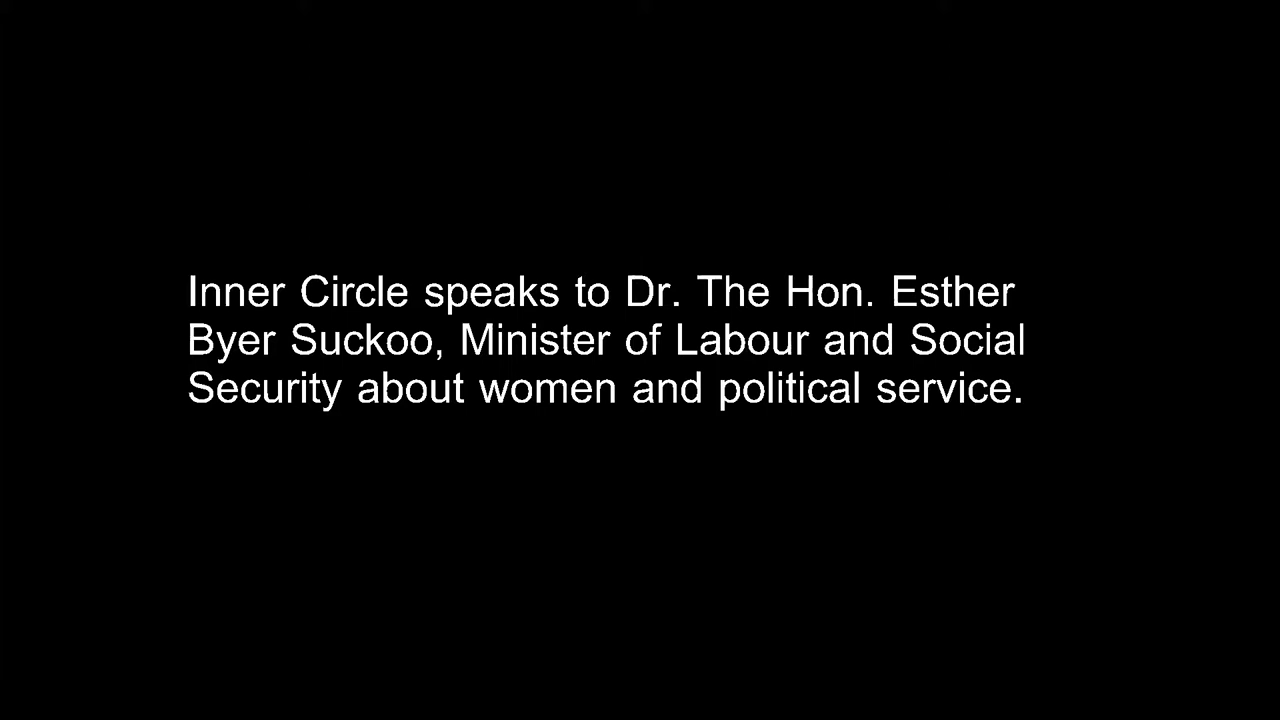 Inner Circle speaks to Dr. The Hon. Esther
Byer Suckoo, Minister of Labour and Social
Security about women and political service.